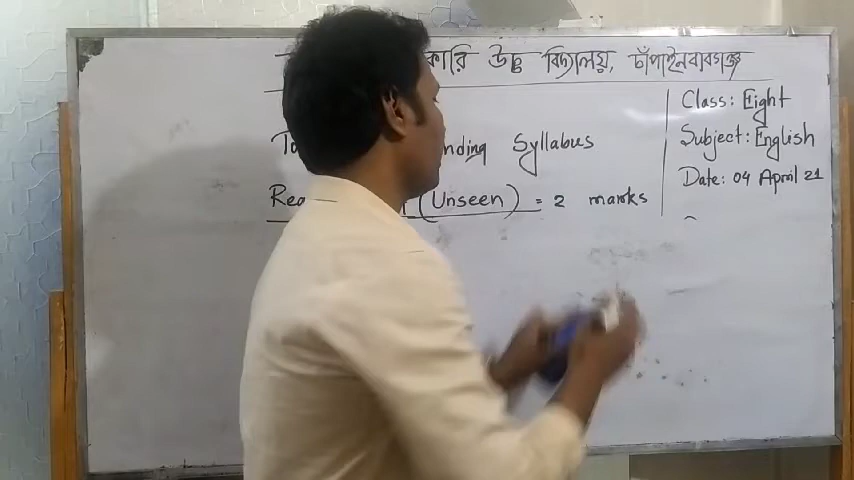 উচ্চ বিদ্যালয়, চাঁপাইনবাবগঞ্জ
Class: Eight
Syllabus
Subject: English
Date: 04 April 21
(Unseen) = 2 marks